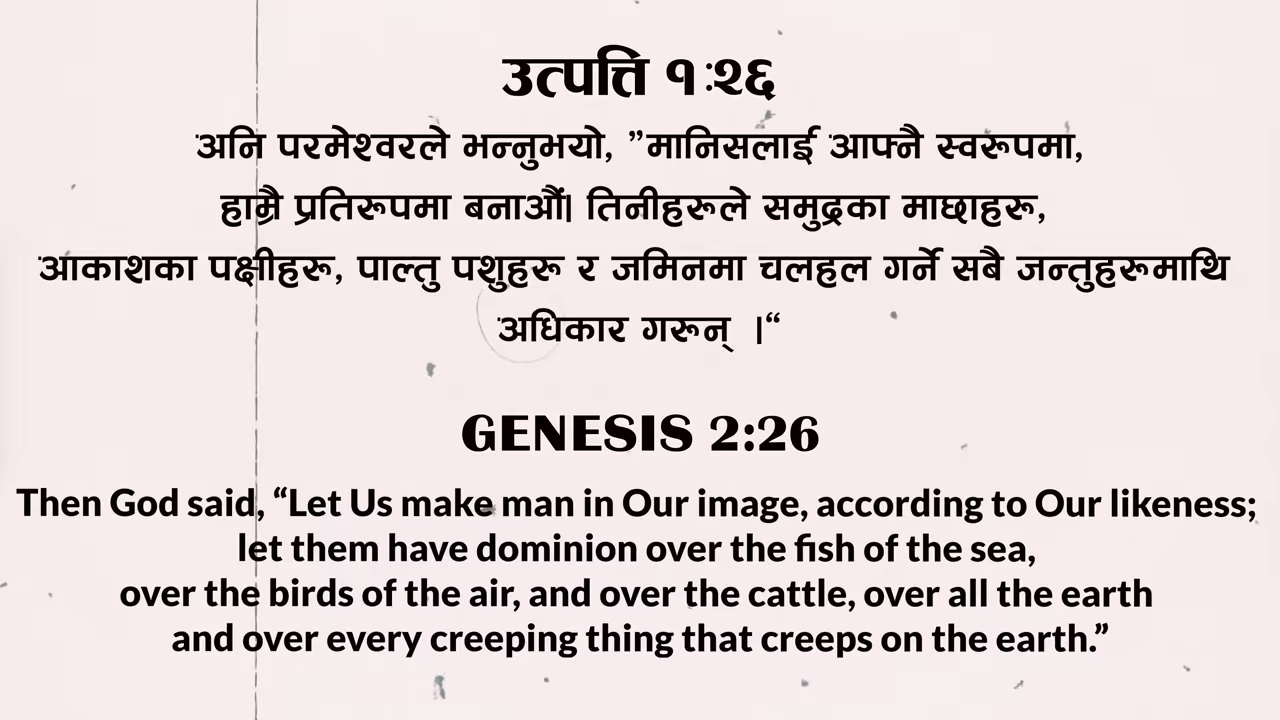 उत्पत्ति १:२६
अनि परमेश्वरले भन्नुभयो, ”मानिसलाई आफ्नै स्वरूपमा,
हाम्रै प्रतिरूपमा बनाऔं। तिनीहरूले समुद्रका माछाहरू,
आकाशका पक्षीहरू, पाल्तु पशुहरू र जमिनमा चलहल गर्ने सबै जन्तुहरूमाथि
अधिकार गरून् ।“
GENESIS 2:26
Then God said, “Let Us make man in Our image, according to Our likeness;
let them have dominion over the fish of the sea,
over the birds of the air, and over the cattle, over all the earth
and over every creeping thing that creeps on the earth.”